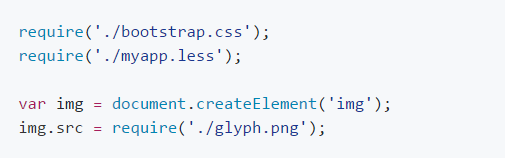 require('./bootstrap.css');
require('./myapp.less');
var img = document.createElement('img');
img.src = require('./glyph.png');